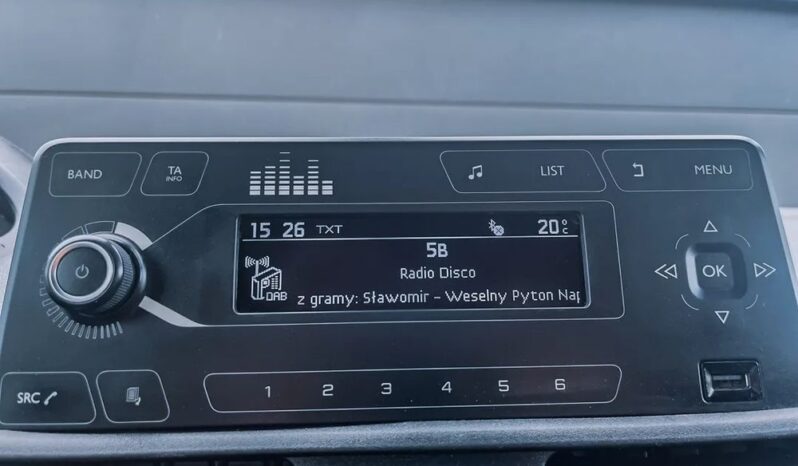 BAND
TA
INFO
LIST
MENU
15 26 TXT
20°C
5B
Radio Disco
DAB
z gramy: Sławomir - Weselny Pyton Nap
OK
SRC
1 2 3 4 5 6